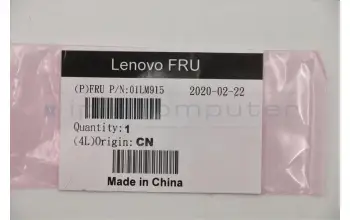 Lenovo FRU
(P)FRU P/N:01LM915 2020-02-22
Quantity:1
(4L)Origin:CN
Made in China